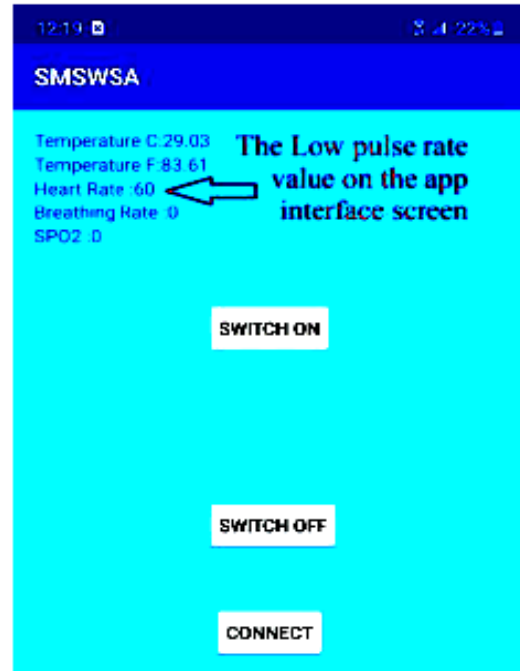 12:19 22%
SMSWSA
Temperature C:29.03
Temperature F:83.61
Heart Rate :60
Breathing Rate :0
SPO2 :0
The Low pulse rate
value on the app
interface screen
SWITCH ON
SWITCH OFF
CONNECT